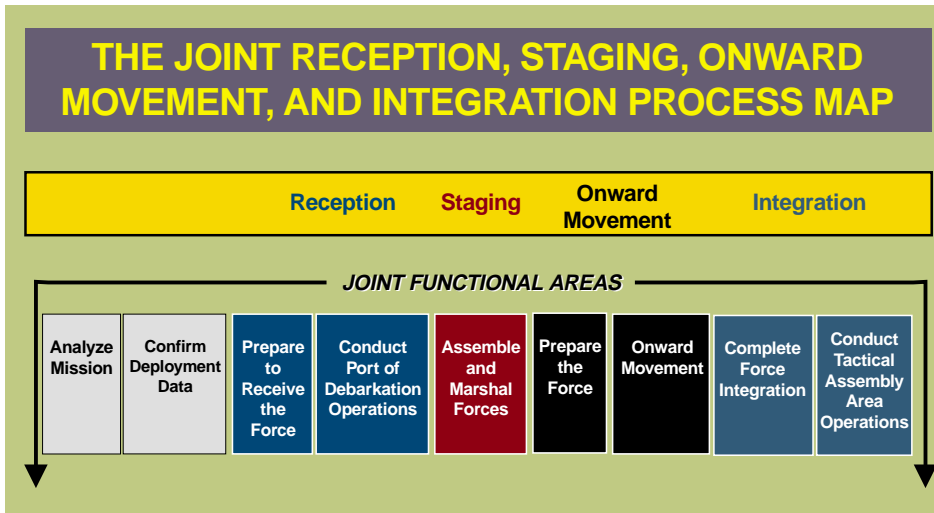 THE JOINT RECEPTION, STAGING, ONWARD
MOVEMENT, AND INTEGRATION PROCESS MAP
Reception
Staging
Onward
Movement
Integration
JOINT FUNCTIONAL AREAS
Analyze
Mission
Confirm
Deployment
Data
Prepare
to
Receive
the
Force
Conduct
Port of
Debarkation
Operations
Assemble
and
Marshal
Forces
Prepare
the
Force
Onward
Movement
Complete
Force
Integration
Conduct
Tactical
Assembly
Area
Operations